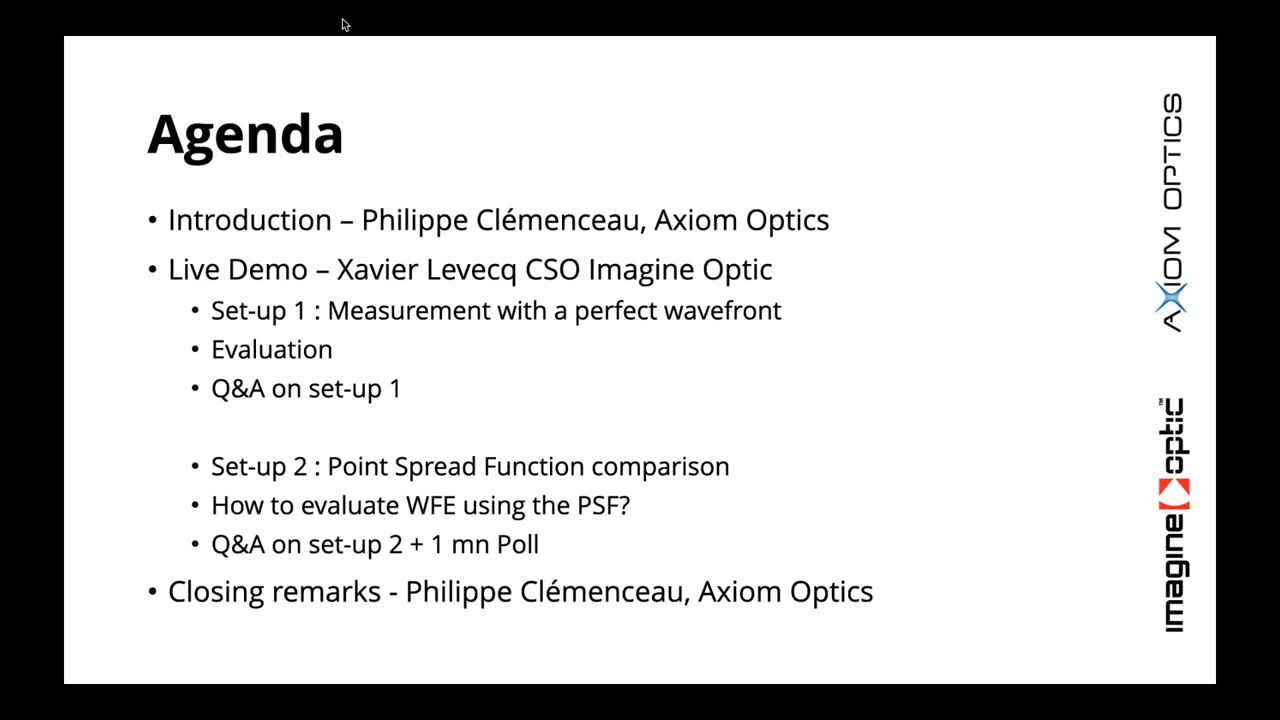 Agenda
• Introduction – Philippe Clémenceau, Axiom Optics
• Live Demo – Xavier Levecq CSO Imagine Optic
• Set-up 1 : Measurement with a perfect wavefront
• Evaluation
• Q&A on set-up 1
• Set-up 2 : Point Spread Function comparison
• How to evaluate WFE using the PSF?
• Q&A on set-up 2 + 1 mn Poll
• Closing remarks - Philippe Clémenceau, Axiom Optics
AXIOM OPTICS
imagine optic™